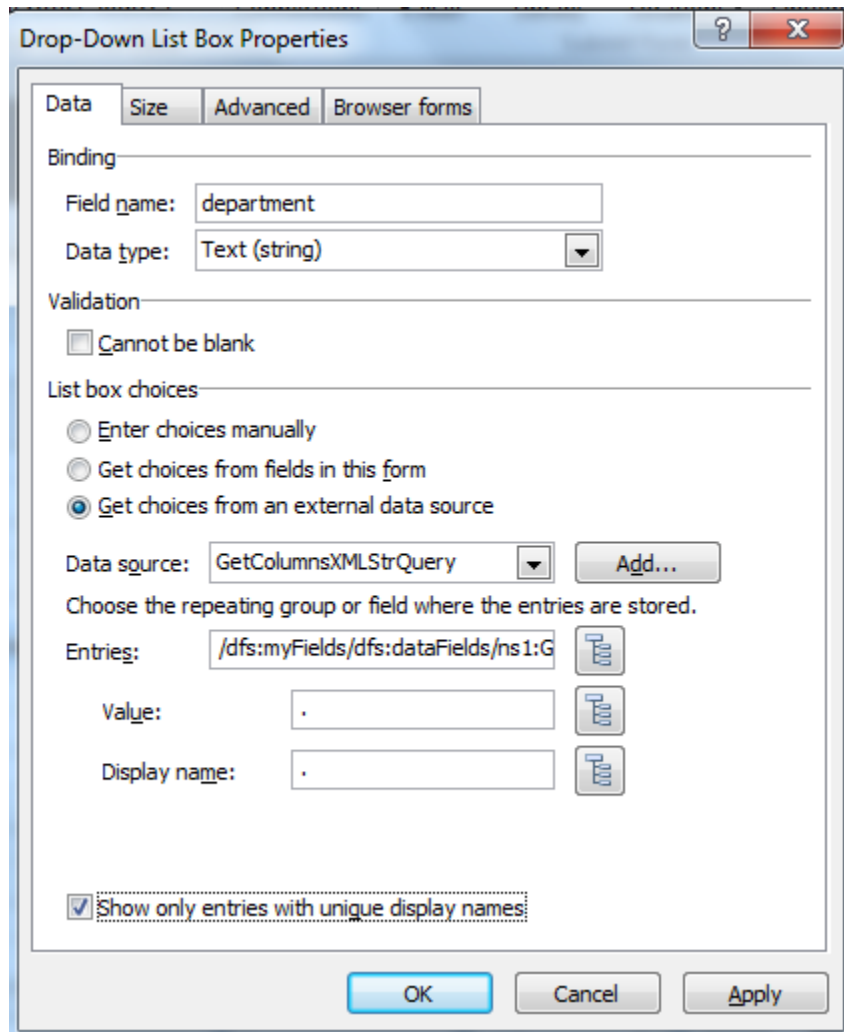 Drop-Down List Box Properties ? X
Data Size Advanced Browser forms
Binding
Field name: department
Data type: Text (string)
Validation
Cannot be blank
List box choices
Enter choices manually
Get choices from fields in this form
Get choices from an external data source
Data source: GetColumnsXMLStrQuery Add...
Choose the repeating group or field where the entries are stored.
Entries: /dfs:myFields/dfs:dataFields/ns1:G
Value: .
Display name: .
Show only entries with unique display names
OK Cancel Apply